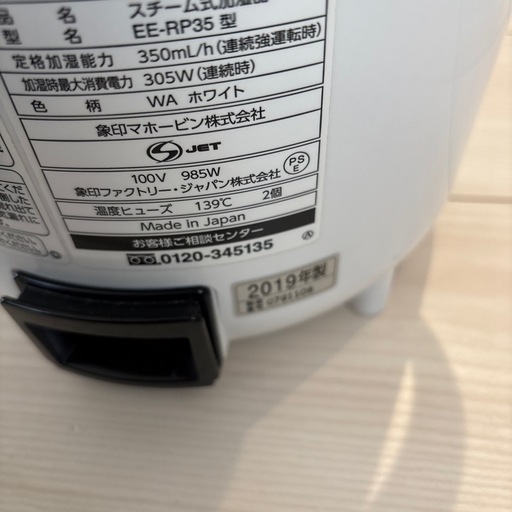 品 名 スチーム式加湿器
型 名 EE-RP35 型
定格加湿能力 350mL/h(連続強運転時)
加湿時最大消費電力 305W(連続時)
色 柄 WA ホワイト
象印マホービン株式会社
JET
100V 985W
象印ファクトリー・ジャパン株式会社
PS
E
温度ヒューズ 139℃ 2個
Made in Japan
お客様ご相談センター
0120-345135
2019年製